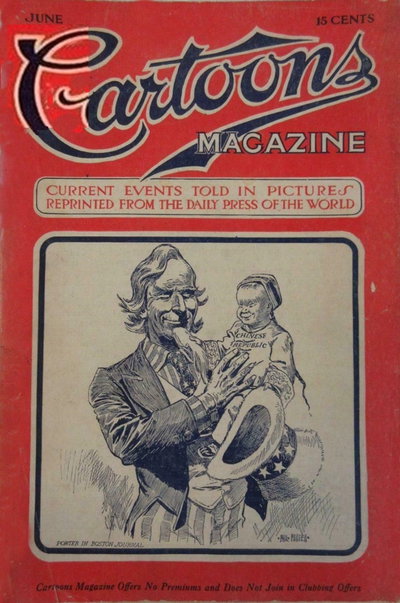 JUNE
15 CENTS
Cartoons
MAGAZINE
CURRENT EVENTS TOLD IN PICTURES
REPRINTED FROM THE DAILY PRESS OF THE WORLD
CHINESE
REPUBLIC
PORTER IN BOSTON JOURNAL
Cartoons Magazine Offers No Premiums and Does Not Join in Clubbing Offers